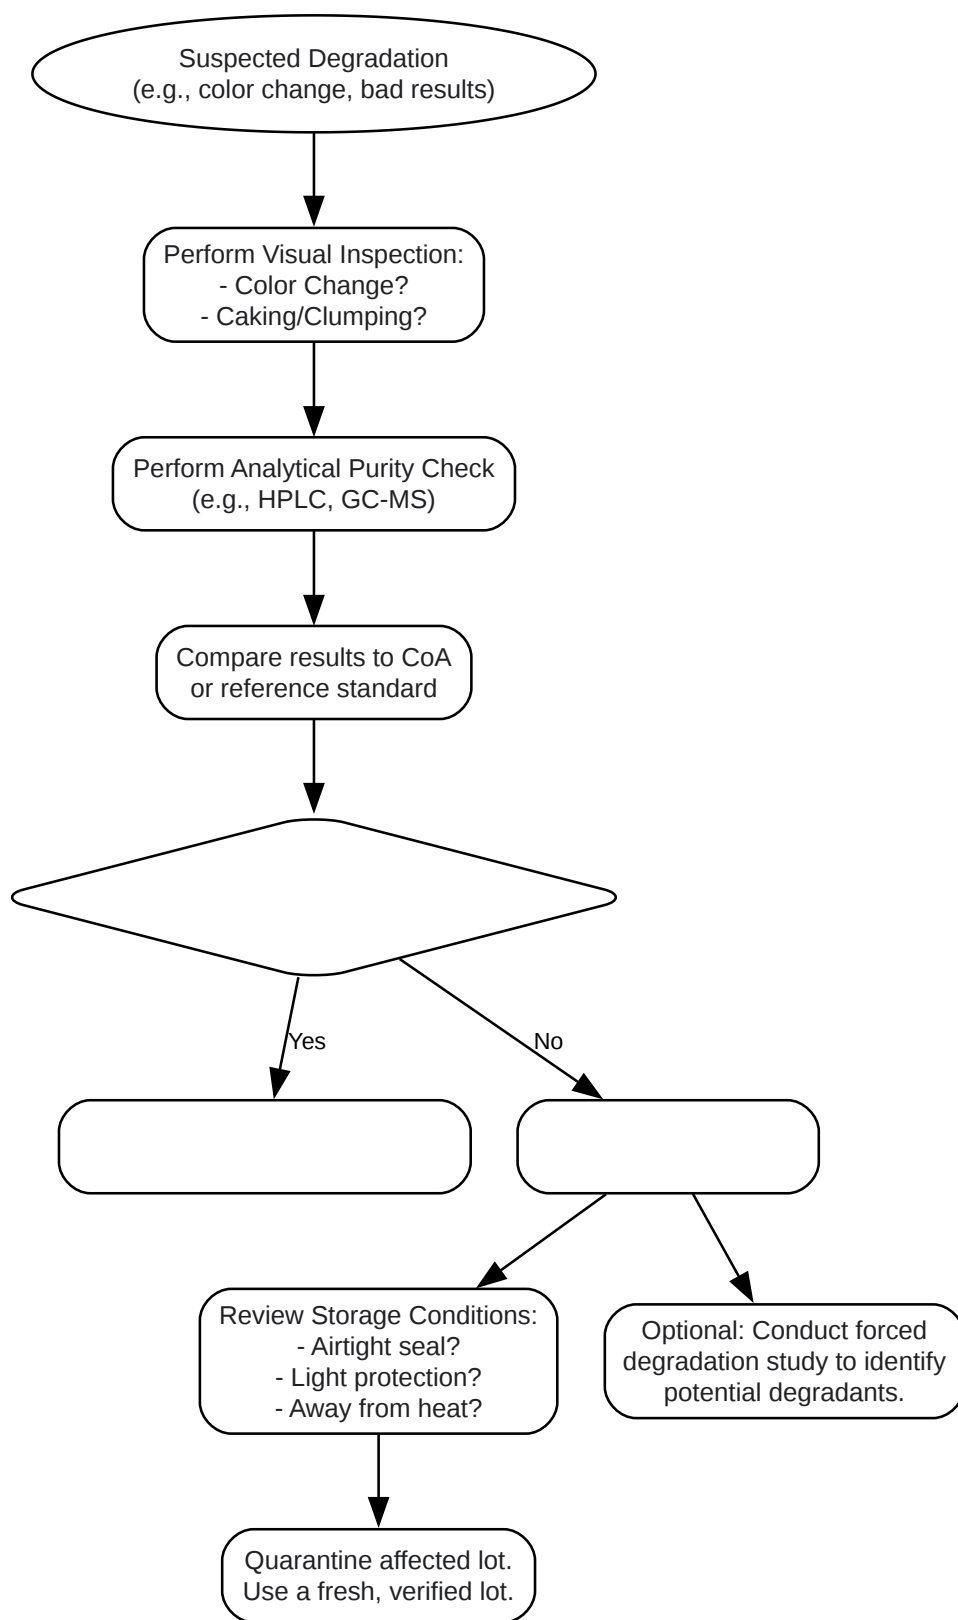 Suspected Degradation
(e.g., color change, bad results)
Perform Visual Inspection:
- Color Change?
- Caking/Clumping?
Perform Analytical Purity Check
(e.g., HPLC, GC-MS)
Compare results to CoA
or reference standard
Yes
No
Review Storage Conditions:
- Airtight seal?
- Light protection?
- Away from heat?
Optional: Conduct forced
degradation study to identify
potential degradants.
Quarantine affected lot.
Use a fresh, verified lot.